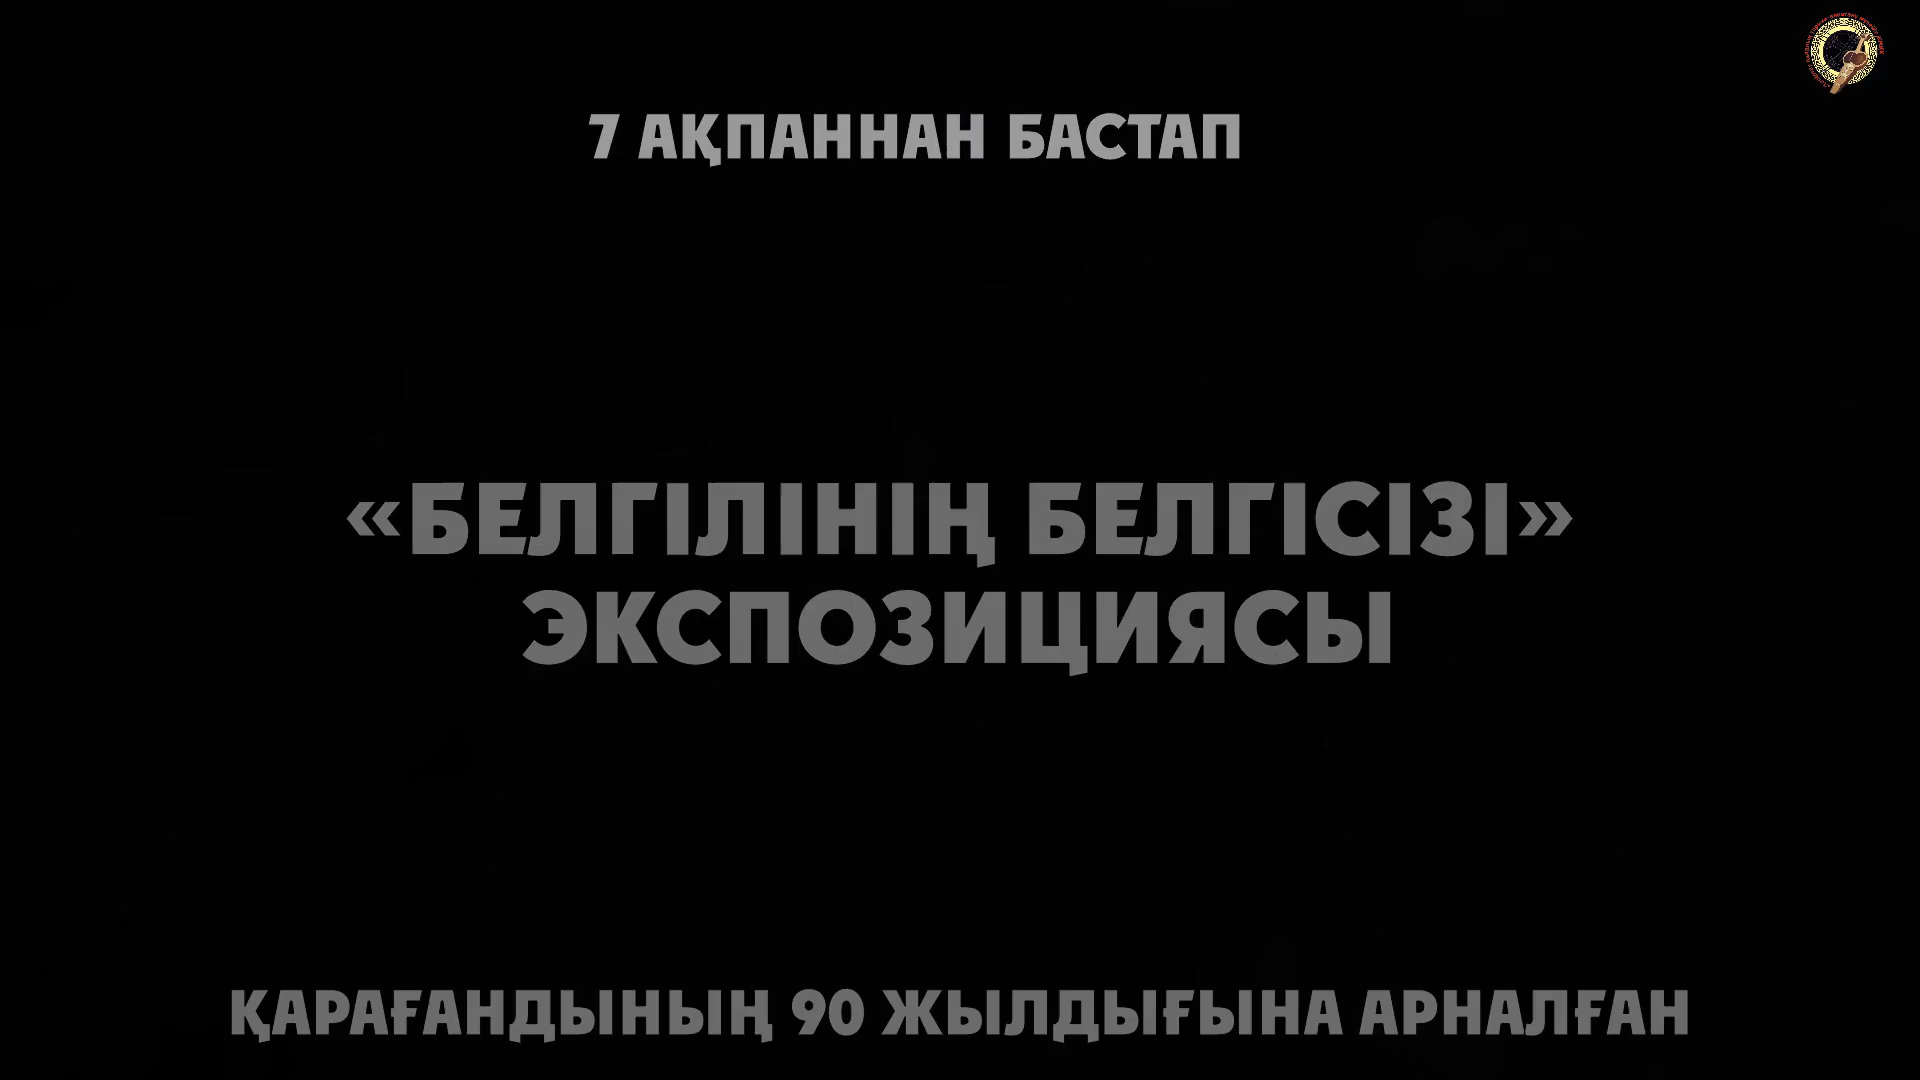 7 АҚПАННАН БАСТАП
«БЕЛГІЛІНІҢ БЕЛГІСІЗІ»
ЭКСПОЗИЦИЯСЫ
ҚАРАҒАНДЫНЫҢ 90 ЖЫЛДЫҒЫНА АРНАЛҒАН